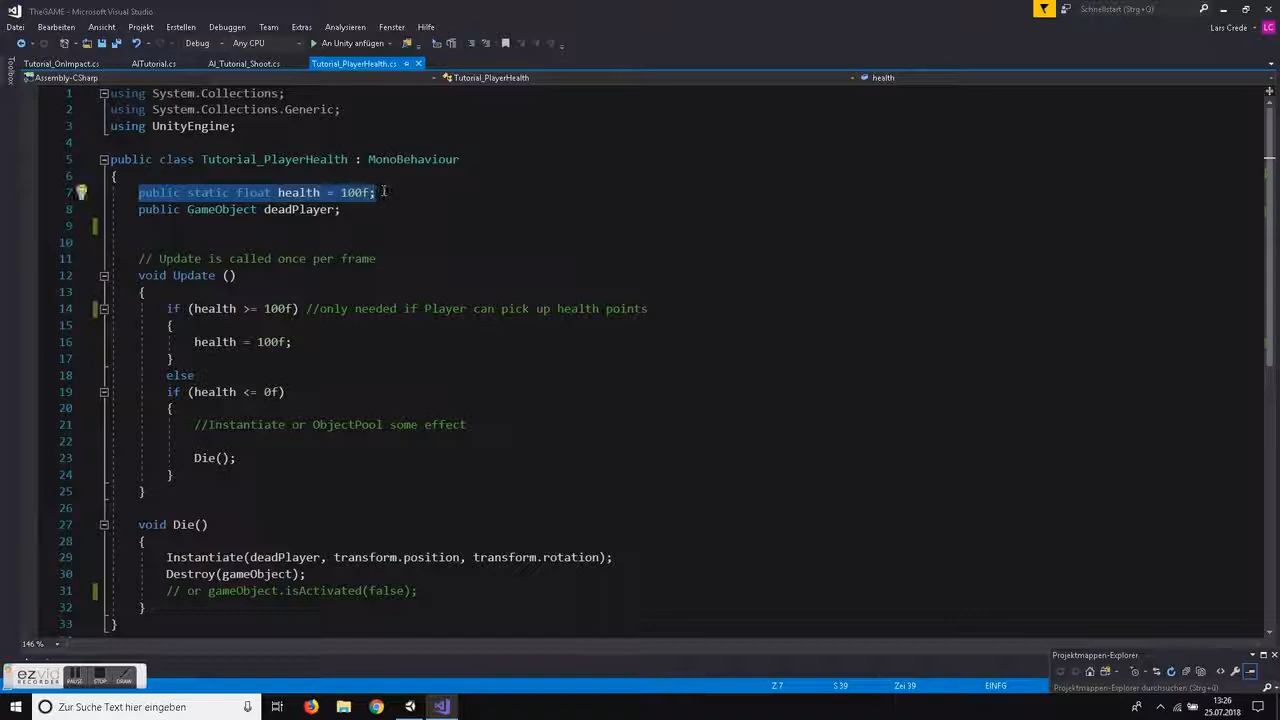 TheGAME - Microsoft Visual Studio
Schnellstart (Strg+Q)
Datei Bearbeiten Ansicht Projekt Erstellen Debuggen Team Extras Analysieren Fenster Hilfe
Lars Crede LC
Debug Any CPU An Unity anfügen
Toolbox
Tutorial_OnImpact.cs AITutorial.cs AI_Tutorial_Shoot.cs Tutorial_PlayerHealth.cs
Assembly-CSharp Tutorial_PlayerHealth health
1 using System.Collections;
2 using System.Collections.Generic;
3 using UnityEngine;
4
5 public class Tutorial_PlayerHealth : MonoBehaviour
6 {
7 public static float health = 100f;
8 public GameObject deadPlayer;
9
10
11 // Update is called once per frame
12 void Update ()
13 {
14 if (health >= 100f) //only needed if Player can pick up health points
15 {
16 health = 100f;
17 }
18 else
19 if (health <= 0f)
20 {
21 //Instantiate or ObjectPool some effect
22
23 Die();
24 }
25 }
26
27 void Die()
28 {
29 Instantiate(deadPlayer, transform.position, transform.rotation);
30 Destroy(gameObject);
31 // or gameObject.isActivated(false);
32 }
33 }
146 %
Projektmappen-Explorer
ezvid
RECORDER
PAUSE STOP DRAW
Projektmappen-Explorer durchsuchen (Strg+ü)
Z 7 S 39 Zei 39 EINFG
Zur Suche Text hier eingeben
13:26
25.07.2018